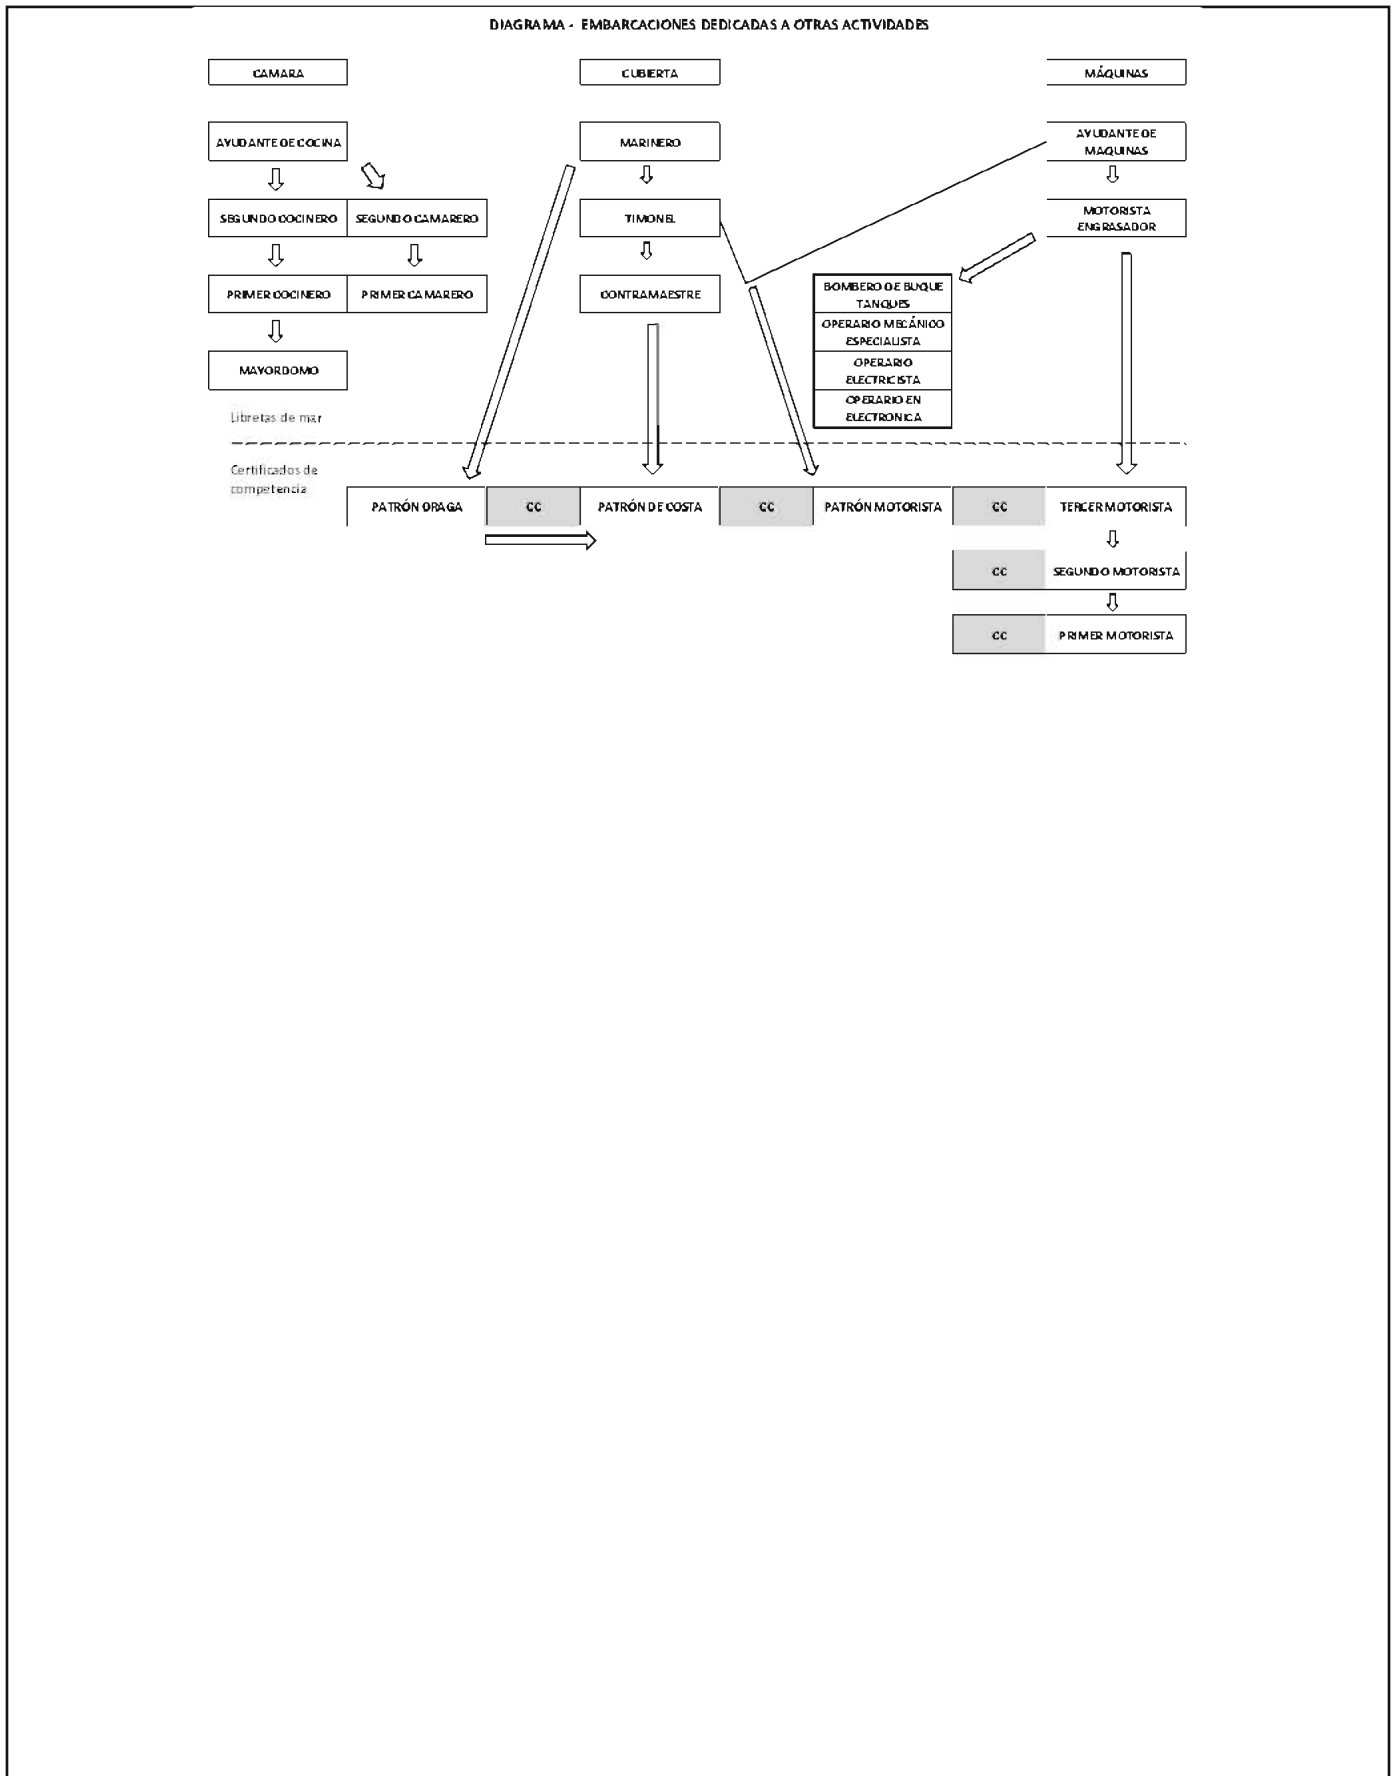 DIAGRAMA - EMBARCACIONES DEDICADAS A OTRAS ACTIVIDADES
CAMARA
CUBIERTA
MÁQUINAS
AYUDANTE DE COCINA
MARINERO
AYUDANTE DE
MAQUINAS
SEGUNDO COCINERO
SEGUNDO CAMARERO
TIMONEL
MOTORISTA
ENGRASADOR
PRIMER COCINERO
PRIMER CAMARERO
CONTRAMAESTRE
BOMBERO DE BUQUE
TANQUES
OPERARIO MECÁNICO
ESPECIALISTA
OPERARIO
ELECTRICISTA
OPERARIO EN
ELECTRONICA
MAYORDOMO
Libretas de mar
Certificados de
competencia
PATRÓN DRAGA
CC
PATRÓN DE COSTA
CC
PATRÓN MOTORISTA
CC
TERCER MOTORISTA
CC
SEGUNDO MOTORISTA
CC
PRIMER MOTORISTA